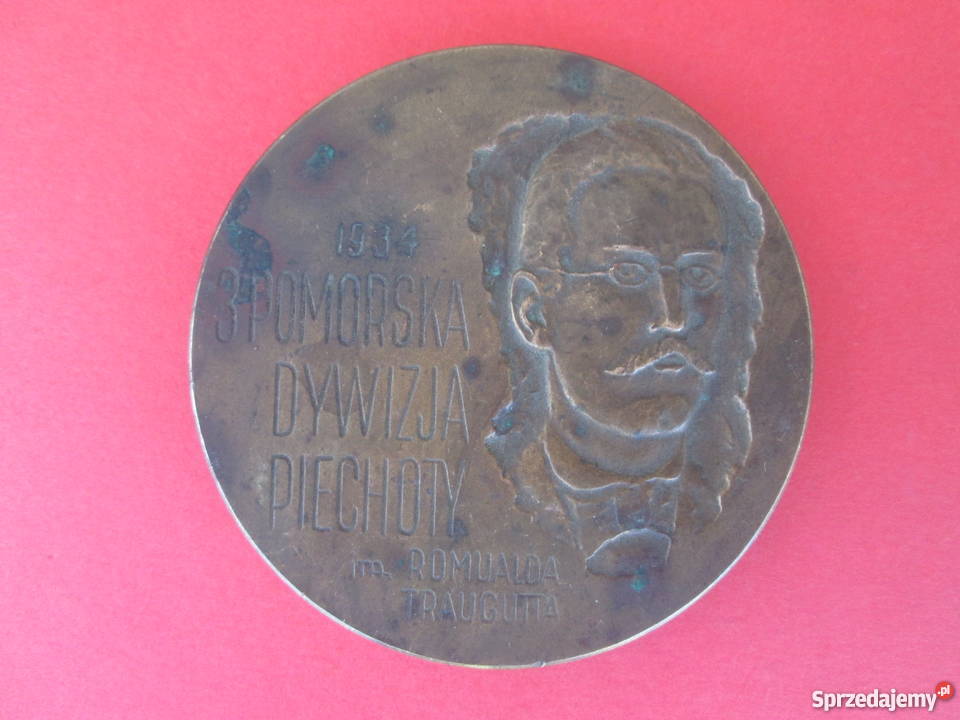 1934
3 POMORSKA
DYWIZJA
PIECHOTY
im. ROMUALDA
TRAUGUTTA
Sprzedajemy.pl